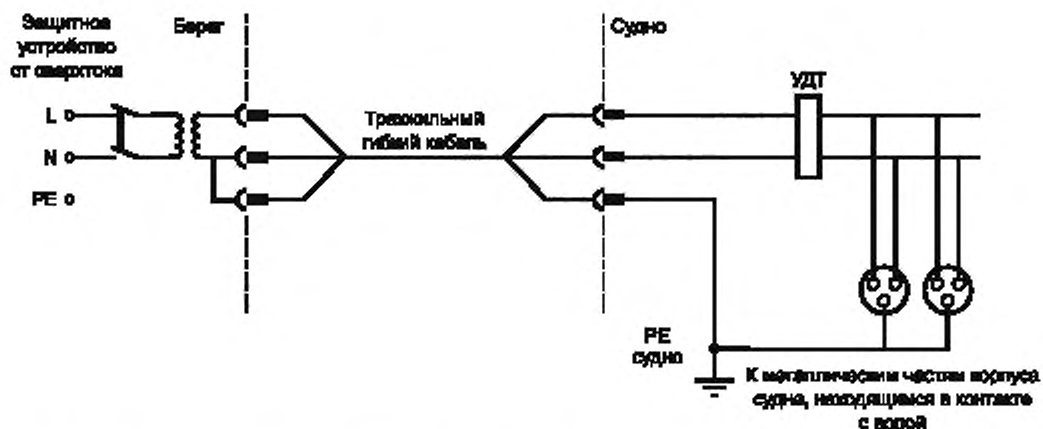 Защитное
устройство
от сверхтока
Берег
Судно
УДТ
L
Трехжильный
гибкий кабель
N
PE
PE
судно
К металлическим частям корпуса
судна, находящимся в контакте
с водой